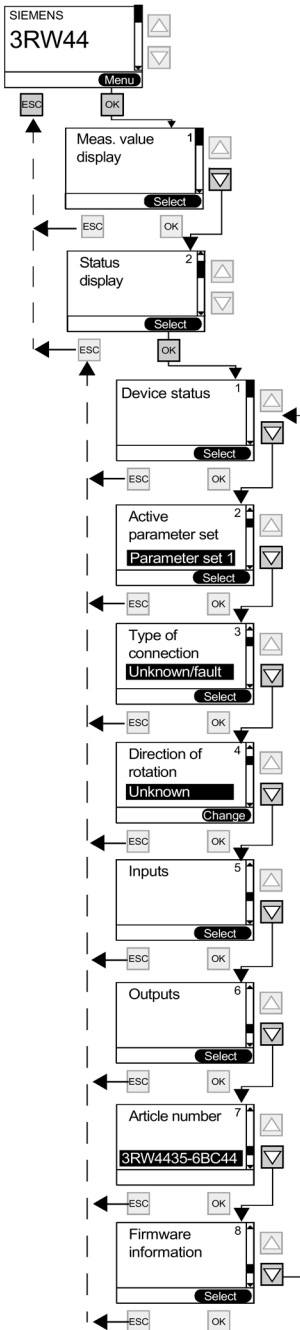 SIEMENS
3RW44
Menu
ESC
OK
Meas. value
display
1
Select
ESC
OK
Status
display
2
Select
ESC
OK
Device status
1
Select
ESC
OK
Active
parameter set
2
Parameter set 1
Select
ESC
OK
Type of
connection
3
Unknown/fault
Select
ESC
OK
Direction of
rotation
4
Unknown
Change
ESC
OK
Inputs
5
Select
ESC
OK
Outputs
6
Select
ESC
OK
Article number
7
3RW4435-6BC44
ESC
OK
Firmware
information
8
Select
ESC
OK